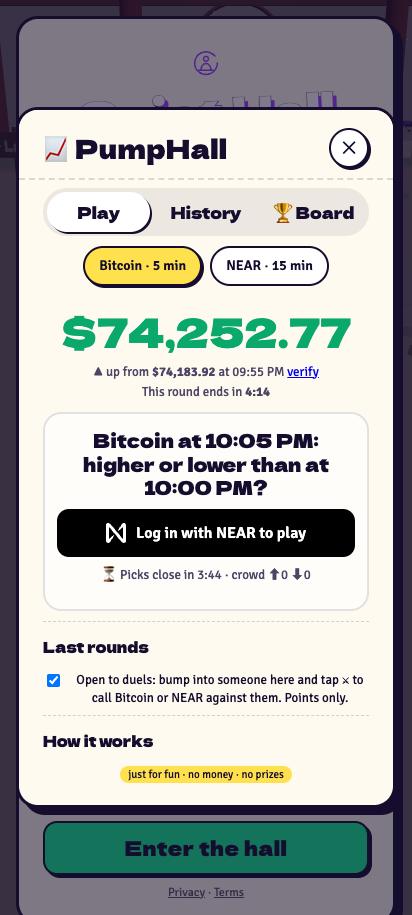 PumpHall
Play History Board
Bitcoin · 5 min NEAR · 15 min
$74,252.77
▲ up from $74,183.92 at 09:55 PM verify
This round ends in 4:14
Bitcoin at 10:05 PM:
higher or lower than at
10:00 PM?
Log in with NEAR to play
Picks close in 3:44 · crowd ⬆0 ⬇0
Last rounds
Open to duels: bump into someone here and tap ⚔ to
call Bitcoin or NEAR against them. Points only.
How it works
just for fun · no money · no prizes
Enter the hall
Privacy · Terms